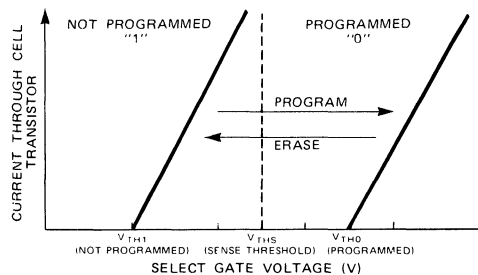 NOT PROGRAMMED
"1"
PROGRAMMED
"0"
CURRENT THROUGH CELL
TRANSISTOR
PROGRAM
ERASE
VTH1
(NOT PROGRAMMED)
VTHS
(SENSE THRESHOLD)
VTH0
(PROGRAMMED)
SELECT GATE VOLTAGE (V)